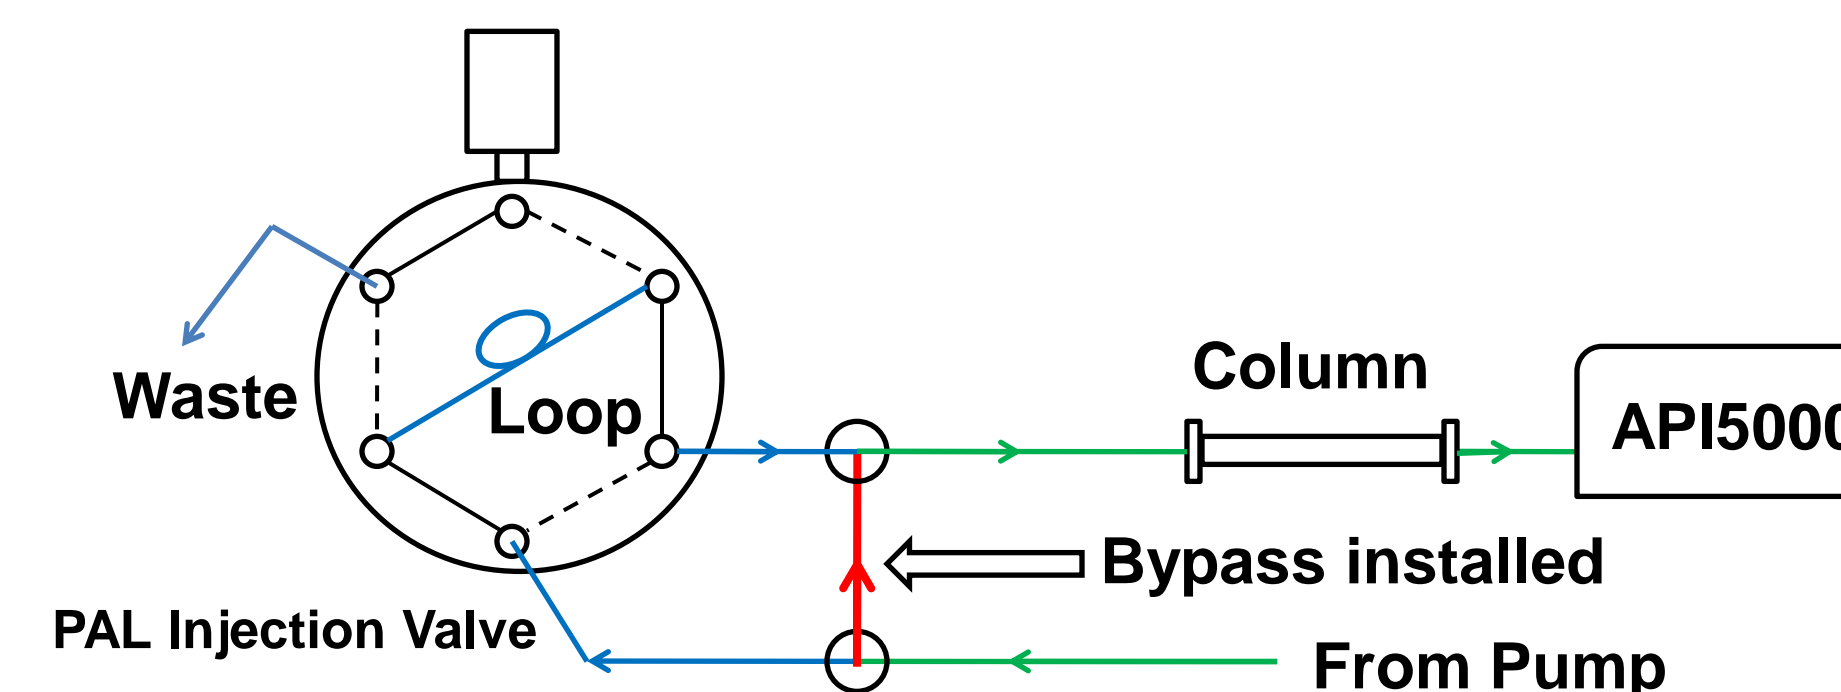 Column
Waste
Loop
API5000
Bypass installed
PAL Injection Valve
From Pump